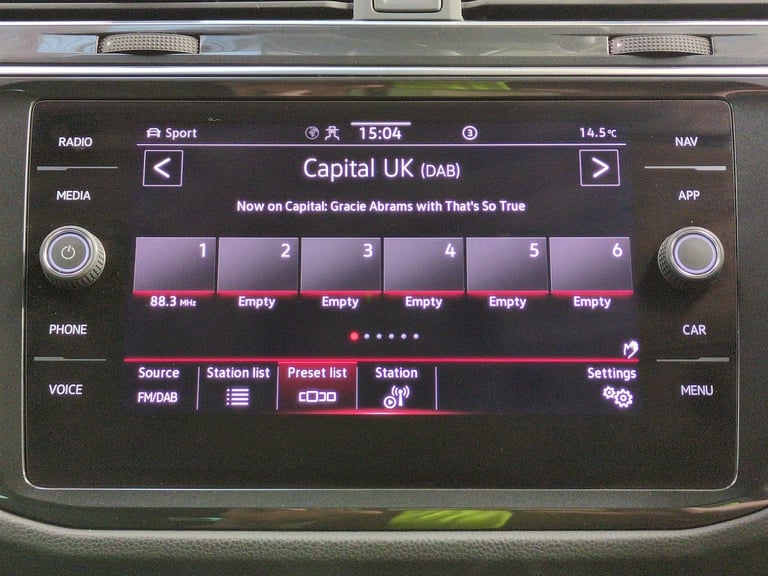 RADIO
MEDIA
PHONE
VOICE
Sport
15:04
3
14.5°C
< Capital UK (DAB) >
Now on Capital: Gracie Abrams with That's So True
1 2 3 4 5 6
88.3 MHz Empty Empty Empty Empty Empty
Source Station list Preset list Station Settings
FM/DAB
NAV
APP
CAR
MENU